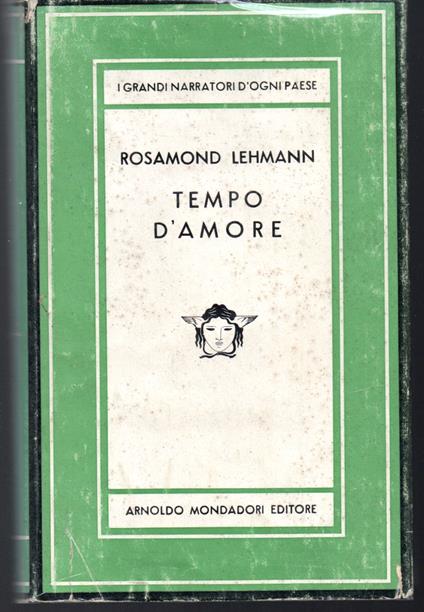 I GRANDI NARRATORI D'OGNI PAESE
ROSAMOND LEHMANN
TEMPO
D'AMORE
ARNOLDO MONDADORI EDITORE